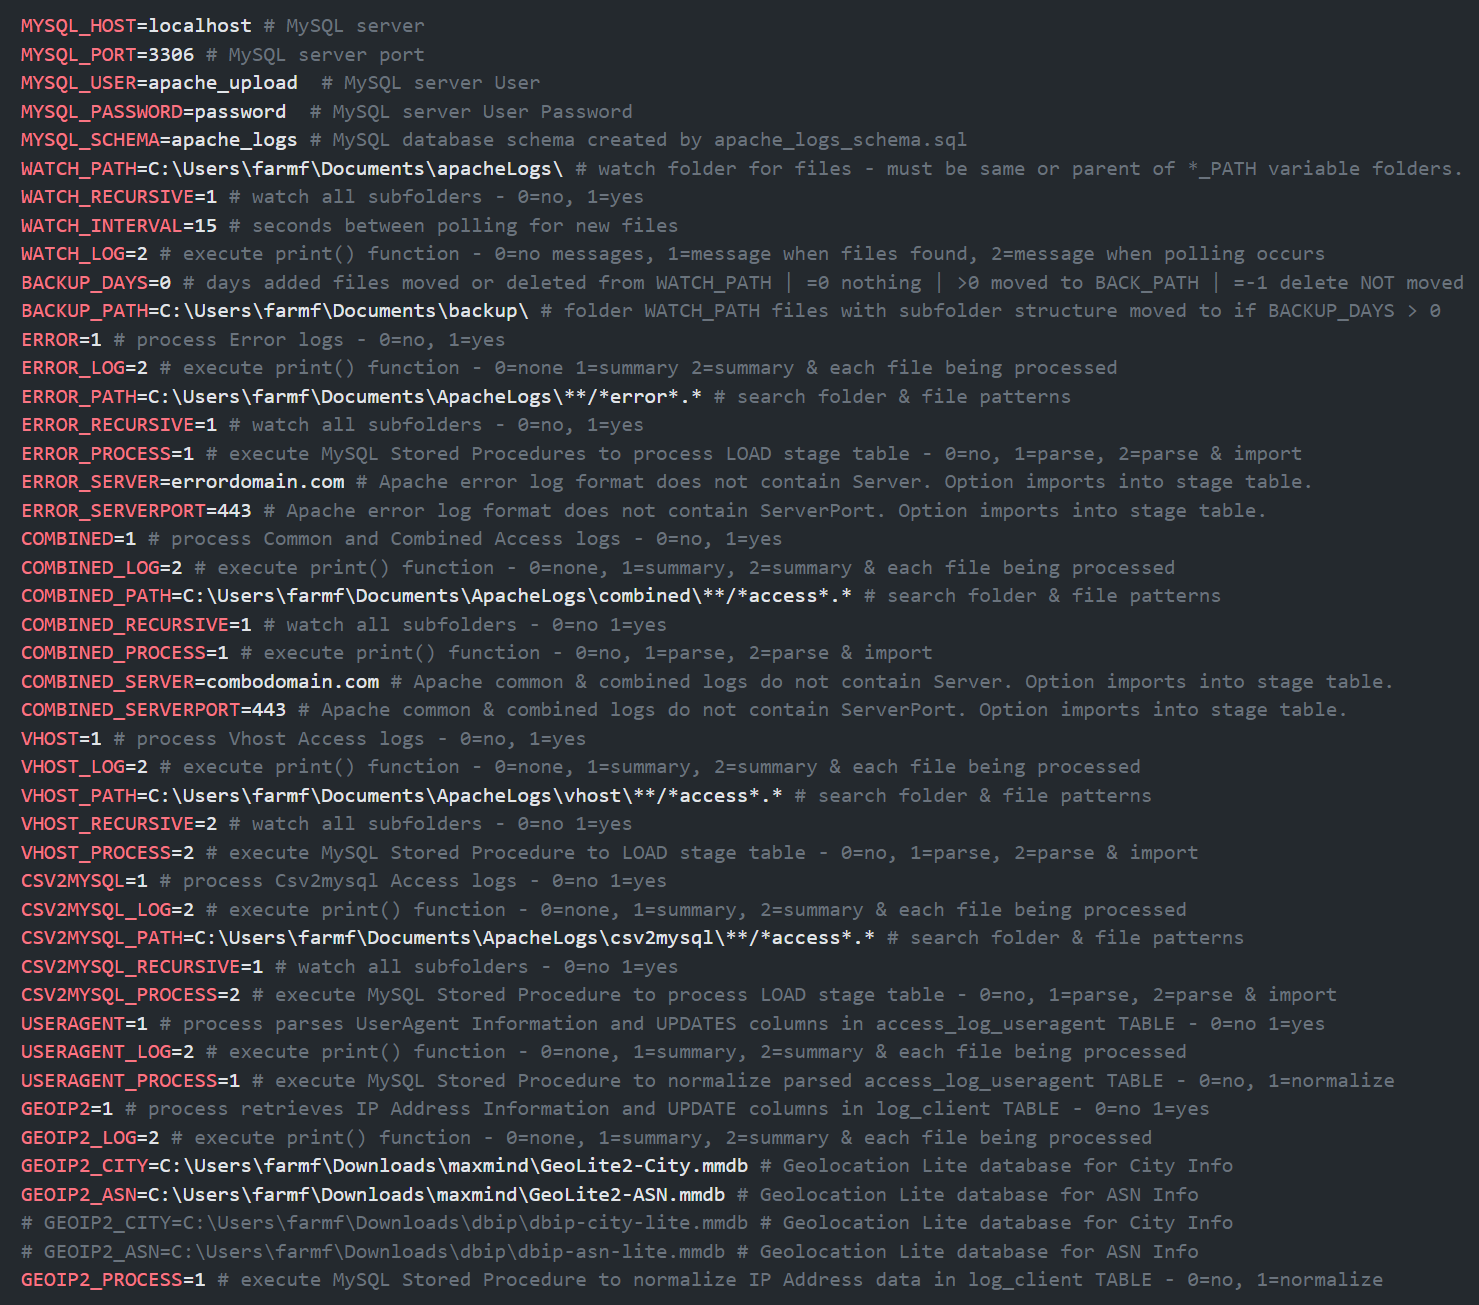 MYSQL_HOST=localhost # MySQL server
MYSQL_PORT=3306 # MySQL server port
MYSQL_USER=apache_upload  # MySQL server User
MYSQL_PASSWORD=password  # MySQL server User Password
MYSQL_SCHEMA=apache_logs # MySQL database schema created by apache_logs_schema.sql
WATCH_PATH=C:\Users\farmf\Documents\apacheLogs\ # watch folder for files - must be same or parent of *_PATH variable folders.
WATCH_RECURSIVE=1 # watch all subfolders - 0=no, 1=yes
WATCH_INTERVAL=15 # seconds between polling for new files
WATCH_LOG=2 # execute print() function - 0=no messages, 1=message when files found, 2=message when polling occurs
BACKUP_DAYS=0 # days added files moved or deleted from WATCH_PATH | =0 nothing | >0 moved to BACK_PATH | =-1 delete NOT moved
BACKUP_PATH=C:\Users\farmf\Documents\backup\ # folder WATCH_PATH files with subfolder structure moved to if BACKUP_DAYS > 0
ERROR=1 # process Error logs - 0=no, 1=yes
ERROR_LOG=2 # execute print() function - 0=none 1=summary 2=summary & each file being processed
ERROR_PATH=C:\Users\farmf\Documents\ApacheLogs\**/*error*.* # search folder & file patterns
ERROR_RECURSIVE=1 # watch all subfolders - 0=no, 1=yes
ERROR_PROCESS=1 # execute MySQL Stored Procedures to process LOAD stage table - 0=no, 1=parse, 2=parse & import
ERROR_SERVER=errordomain.com # Apache error log format does not contain Server. Option imports into stage table.
ERROR_SERVERPORT=443 # Apache error log format does not contain ServerPort. Option imports into stage table.
COMBINED=1 # process Common and Combined Access logs - 0=no, 1=yes
COMBINED_LOG=2 # execute print() function - 0=none, 1=summary, 2=summary & each file being processed
COMBINED_PATH=C:\Users\farmf\Documents\ApacheLogs\combined\**/*access*.* # search folder & file patterns
COMBINED_RECURSIVE=1 # watch all subfolders - 0=no 1=yes
COMBINED_PROCESS=1 # execute print() function - 0=no, 1=parse, 2=parse & import
COMBINED_SERVER=combodomain.com # Apache common & combined logs do not contain Server. Option imports into stage table.
COMBINED_SERVERPORT=443 # Apache common & combined logs do not contain ServerPort. Option imports into stage table.
VHOST=1 # process Vhost Access logs - 0=no, 1=yes
VHOST_LOG=2 # execute print() function - 0=none, 1=summary, 2=summary & each file being processed
VHOST_PATH=C:\Users\farmf\Documents\ApacheLogs\vhost\**/*access*.* # search folder & file patterns
VHOST_RECURSIVE=2 # watch all subfolders - 0=no 1=yes
VHOST_PROCESS=2 # execute MySQL Stored Procedure to LOAD stage table - 0=no, 1=parse, 2=parse & import
CSV2MYSQL=1 # process Csv2mysql Access logs - 0=no 1=yes
CSV2MYSQL_LOG=2 # execute print() function - 0=none, 1=summary, 2=summary & each file being processed
CSV2MYSQL_PATH=C:\Users\farmf\Documents\ApacheLogs\csv2mysql\**/*access*.* # search folder & file patterns
CSV2MYSQL_RECURSIVE=1 # watch all subfolders - 0=no 1=yes
CSV2MYSQL_PROCESS=2 # execute MySQL Stored Procedure to process LOAD stage table - 0=no, 1=parse, 2=parse & import
USERAGENT=1 # process parses UserAgent Information and UPDATES columns in access_log_useragent TABLE - 0=no 1=yes
USERAGENT_LOG=2 # execute print() function - 0=none, 1=summary, 2=summary & each file being processed
USERAGENT_PROCESS=1 # execute MySQL Stored Procedure to normalize parsed access_log_useragent TABLE - 0=no, 1=normalize
GEOIP2=1 # process retrieves IP Address Information and UPDATE columns in log_client TABLE - 0=no 1=yes
GEOIP2_LOG=2 # execute print() function - 0=none, 1=summary, 2=summary & each file being processed
GEOIP2_CITY=C:\Users\farmf\Downloads\maxmind\GeoLite2-City.mmdb # Geolocation Lite database for City Info
GEOIP2_ASN=C:\Users\farmf\Downloads\maxmind\GeoLite2-ASN.mmdb # Geolocation Lite database for ASN Info
# GEOIP2_CITY=C:\Users\farmf\Downloads\dbip\dbip-city-lite.mmdb # Geolocation Lite database for City Info
# GEOIP2_ASN=C:\Users\farmf\Downloads\dbip\dbip-asn-lite.mmdb # Geolocation Lite database for ASN Info
GEOIP2_PROCESS=1 # execute MySQL Stored Procedure to normalize IP Address data in log_client TABLE - 0=no, 1=normalize